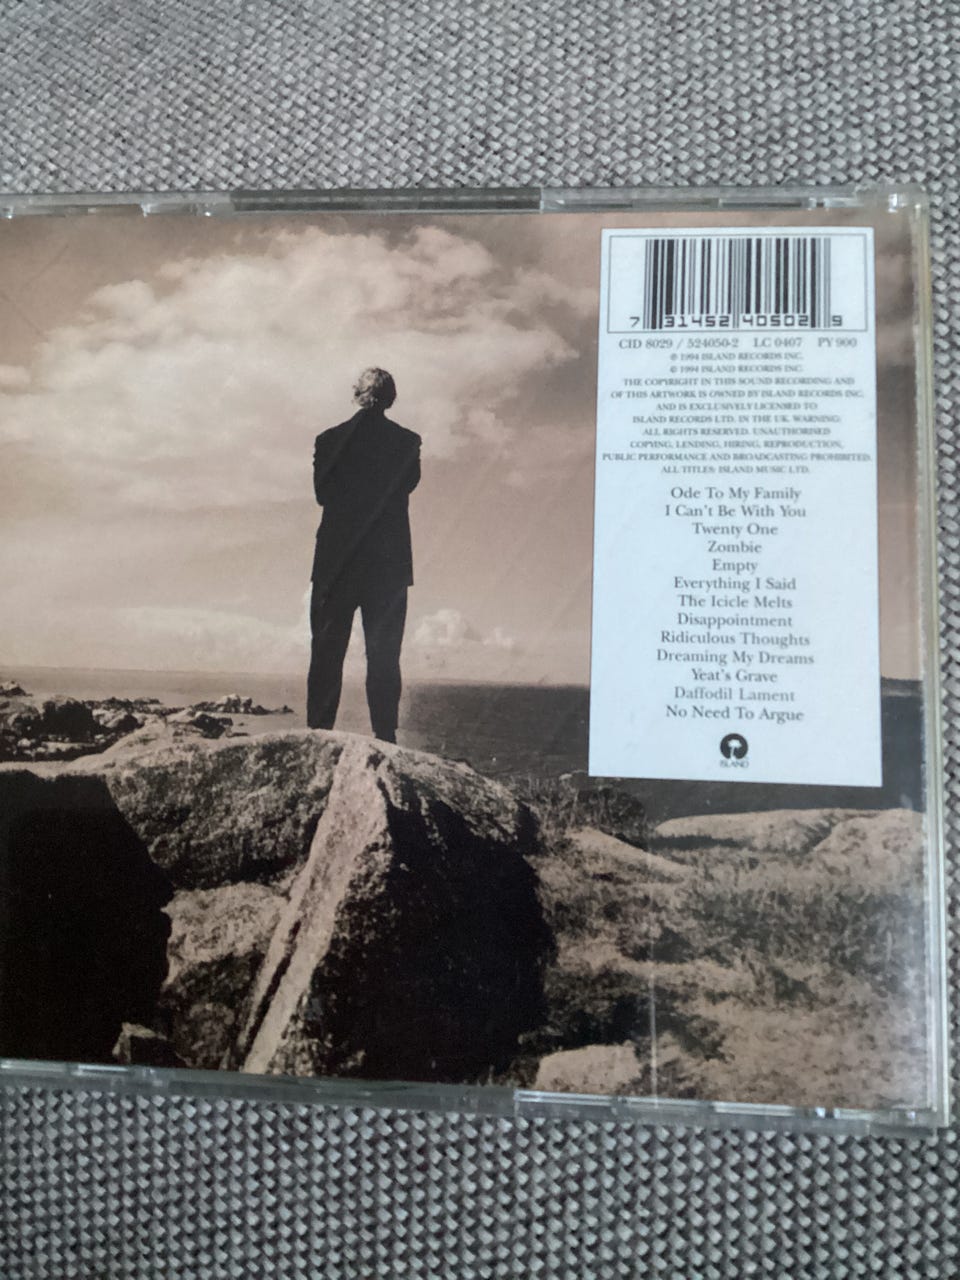 7 31452 40502 9
CID 8029 / 524050-2 LC 0407 PY 900
℗ 1994 ISLAND RECORDS INC.
© 1994 ISLAND RECORDS INC.
THE COPYRIGHT IN THIS SOUND RECORDING AND
OF THIS ARTWORK IS OWNED BY ISLAND RECORDS INC.
AND IS EXCLUSIVELY LICENSED TO
ISLAND RECORDS LTD. IN THE UK. WARNING:
ALL RIGHTS RESERVED. UNAUTHORISED
COPYING, LENDING, HIRING, REPRODUCTION,
PUBLIC PERFORMANCE AND BROADCASTING PROHIBITED.
ALL TITLES: ISLAND MUSIC LTD.
Ode To My Family
I Can't Be With You
Twenty One
Zombie
Empty
Everything I Said
The Icicle Melts
Disappointment
Ridiculous Thoughts
Dreaming My Dreams
Yeat's Grave
Daffodil Lament
No Need To Argue
ISLAND